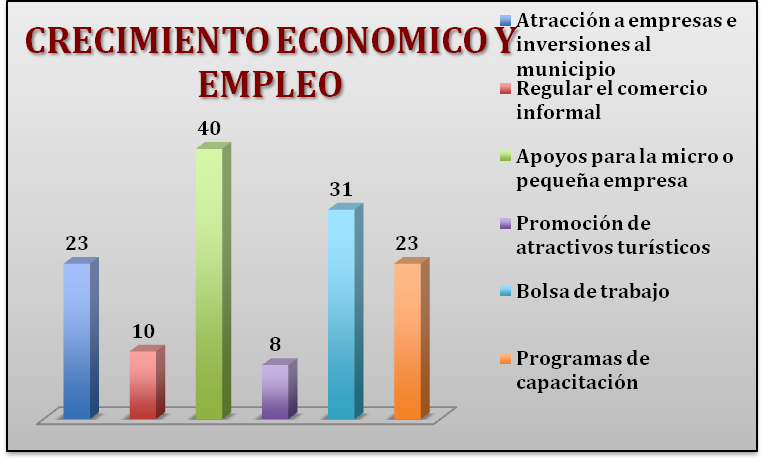 CRECIMIENTO ECONOMICO Y
EMPLEO
23
10
40
8
31
23
Atracción a empresas e
inversiones al
municipio
Regular el comercio
informal
Apoyos para la micro o
pequeña empresa
Promoción de
atractivos turísticos
Bolsa de trabajo
Programas de
capacitación